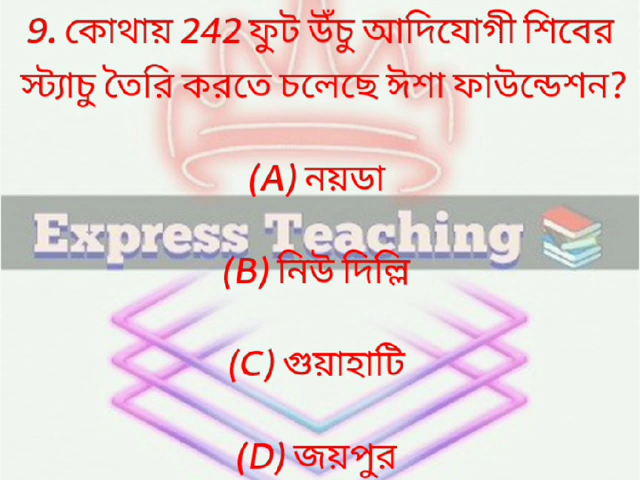 9. কোথায় 242 ফুট উঁচু আদিযোগী শিবের
স্ট্যাচু তৈরি করতে চলেছে ঈশা ফাউন্ডেশন?
(A) নয়ডা
Express Teaching
(B) নিউ দিল্লি
(C) গুয়াহাটি
(D) জয়পুর